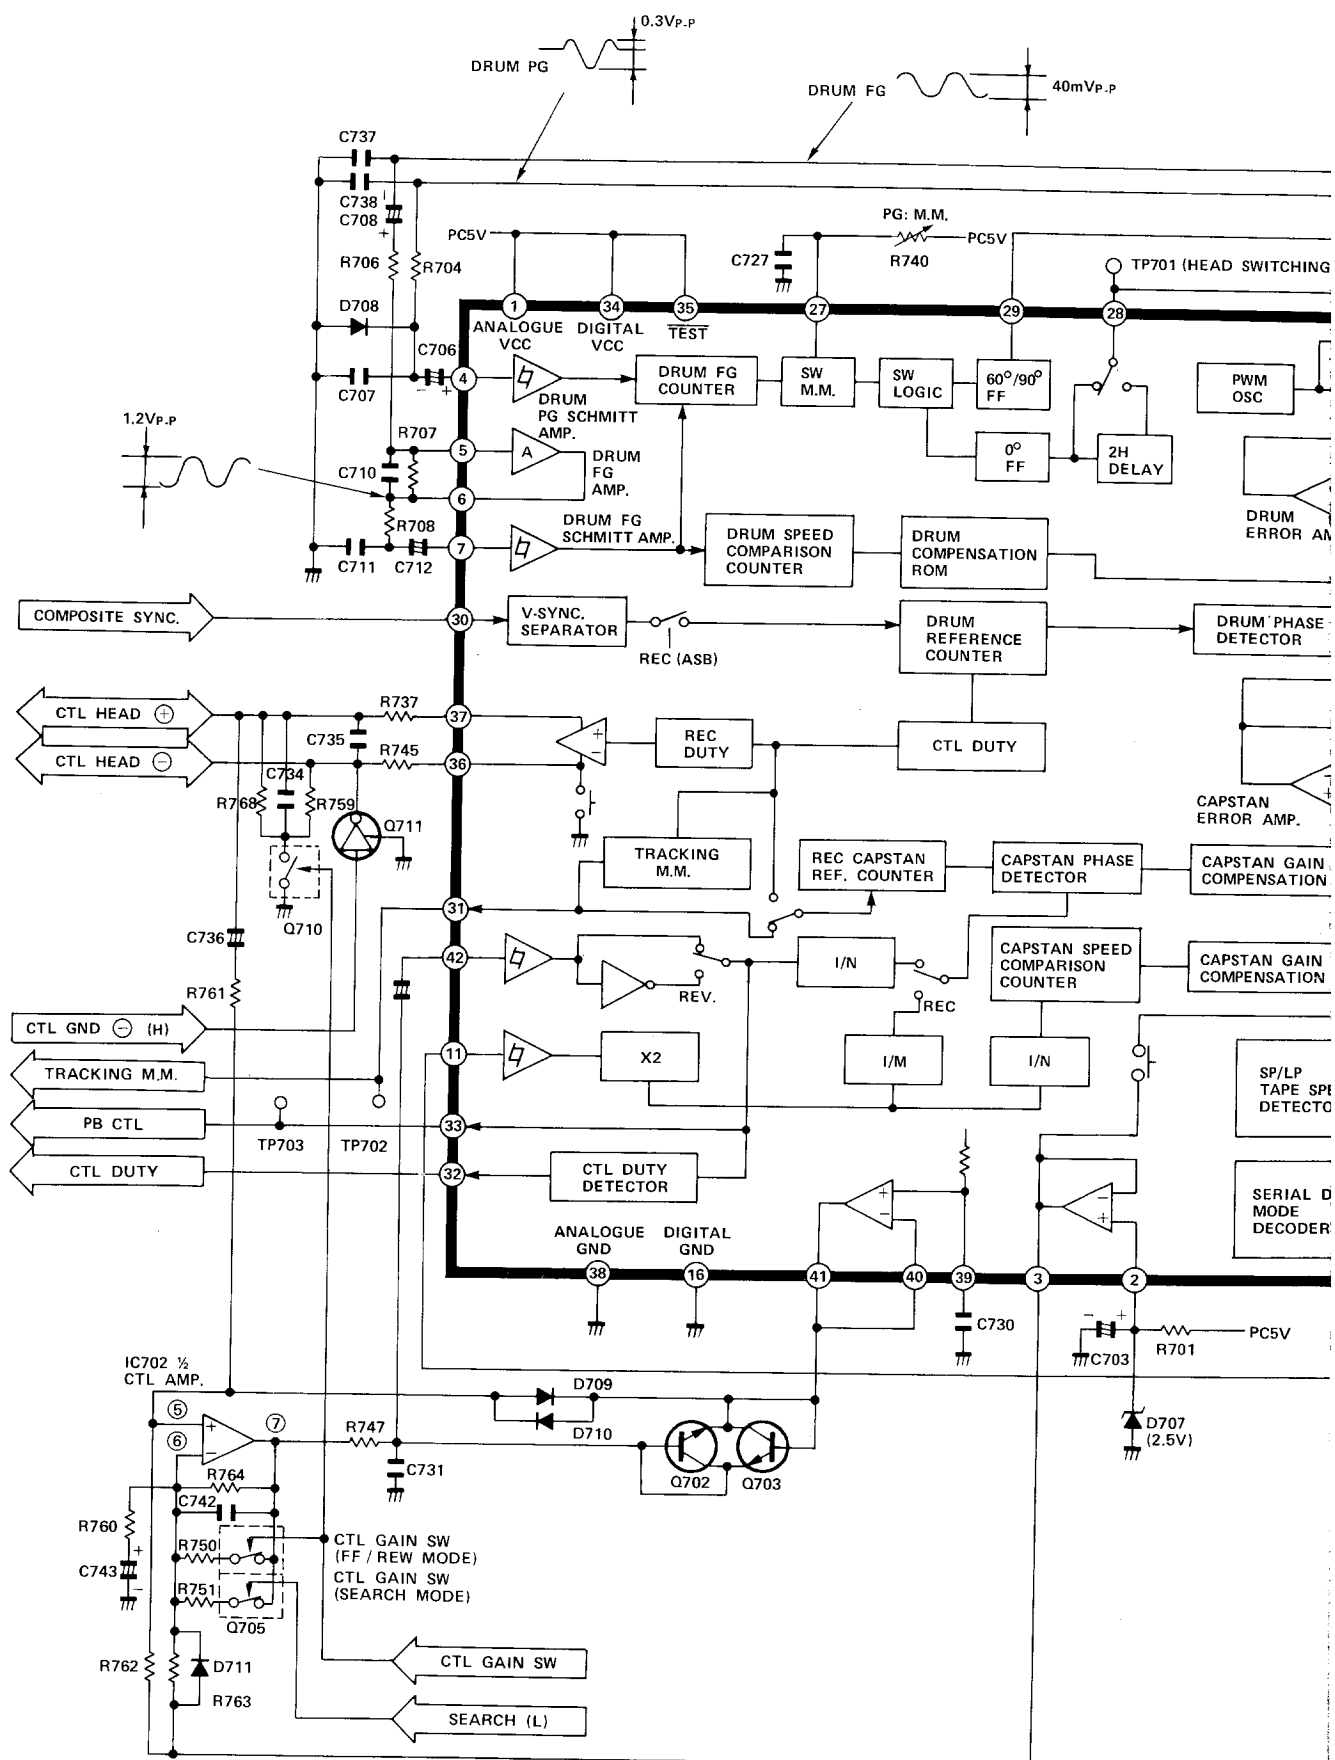 0.3VP-P
DRUM PG
DRUM FG
40mVP-P
C737
C738
C708
-
+
R706
R704
PC5V
C727
PG: M.M.
R740
PC5V
TP701 (HEAD SWITCHING
D708
1
34
35
27
29
28
ANALOGUE
VCC
DIGITAL
VCC
TEST
C706
-
+
C707
4
DRUM
PG SCHMITT
AMP.
DRUM FG
COUNTER
SW
M.M.
SW
LOGIC
60°/90°
FF
PWM
OSC
1.2VP-P
R707
5
A
DRUM
FG
AMP.
C710
6
0°
FF
2H
DELAY
R708
DRUM FG
SCHMITT AMP.
7
C711
C712
DRUM SPEED
COMPARISON
COUNTER
DRUM
COMPENSATION
ROM
DRUM
ERROR AM
COMPOSITE SYNC.
30
V-SYNC.
SEPARATOR
REC (ASB)
DRUM
REFERENCE
COUNTER
DRUM PHASE
DETECTOR
CTL HEAD +
R737
37
C735
+
-
REC
DUTY
CTL DUTY
CTL HEAD -
R745
36
C734
R768
R759
Q711
Q710
CAPSTAN
ERROR AMP.
+
TRACKING
M.M.
REC CAPSTAN
REF. COUNTER
CAPSTAN PHASE
DETECTOR
CAPSTAN GAIN
COMPENSATION
31
C736
42
REV.
I/N
REC
CAPSTAN SPEED
COMPARISON
COUNTER
CAPSTAN GAIN
COMPENSATION
R761
CTL GND - (H)
11
X2
I/M
I/N
TRACKING M.M.
SP/LP
TAPE SPE
DETECTO
PB CTL
TP703
TP702
33
CTL DUTY
32
CTL DUTY
DETECTOR
+
-
-
+
SERIAL D
MODE
DECODER
ANALOGUE
GND
DIGITAL
GND
38
16
41
40
39
3
2
C730
-
+
C703
R701
PC5V
IC702 ½
CTL AMP.
D709
D710
5
6
+
-
7
R747
C731
Q702
Q703
D707
(2.5V)
R764
C742
R760
+
C743
-
R750
R751
Q705
CTL GAIN SW
(FF / REW MODE)
CTL GAIN SW
(SEARCH MODE)
R762
D711
R763
CTL GAIN SW
SEARCH (L)